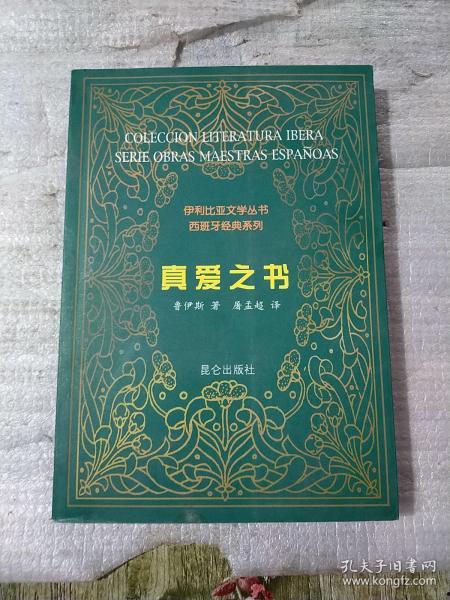 COLECCION LITERATURA IBERA
SERIE OBRAS MAESTRAS ESPAÑOAS
伊利比亚文学丛书
西班牙经典系列
真爱之书
鲁伊斯 著 屠孟超 译
昆仑出版社
孔夫子旧书网
www.kongfz.com